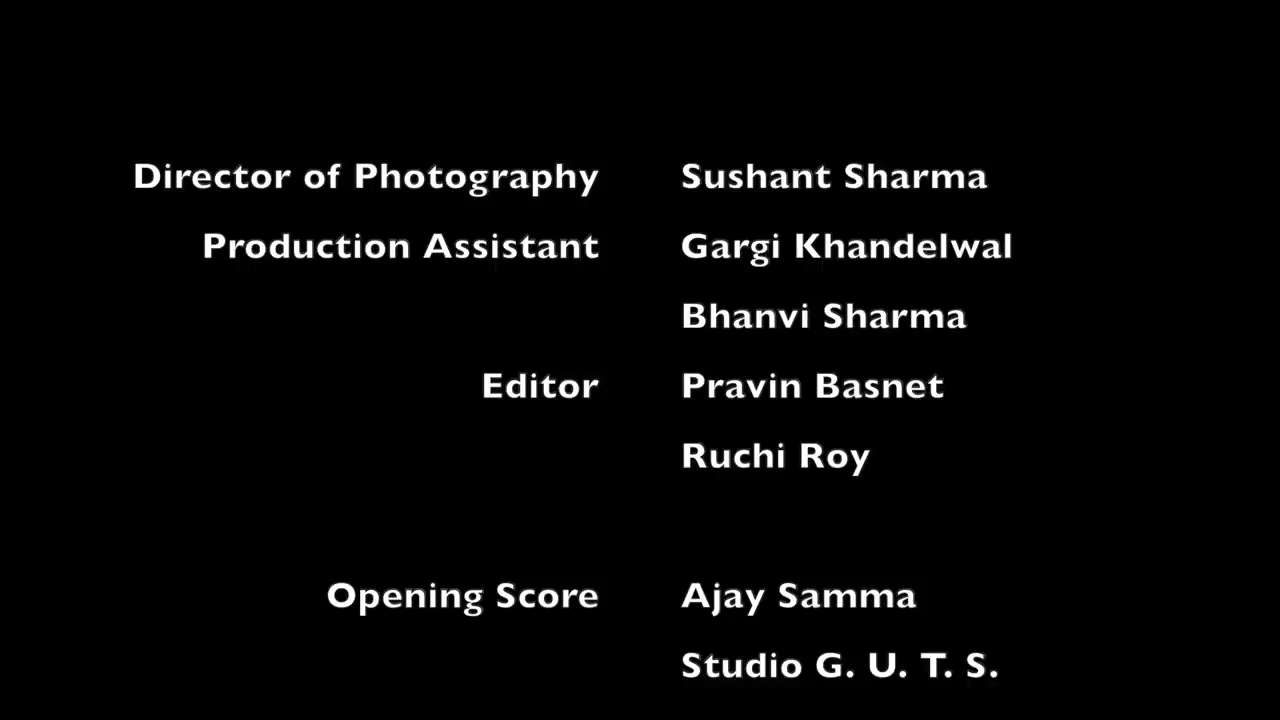 Director of Photography Sushant Sharma
Production Assistant Gargi Khandelwal
Bhanvi Sharma
Editor Pravin Basnet
Ruchi Roy
Opening Score Ajay Samma
Studio G. U. T. S.